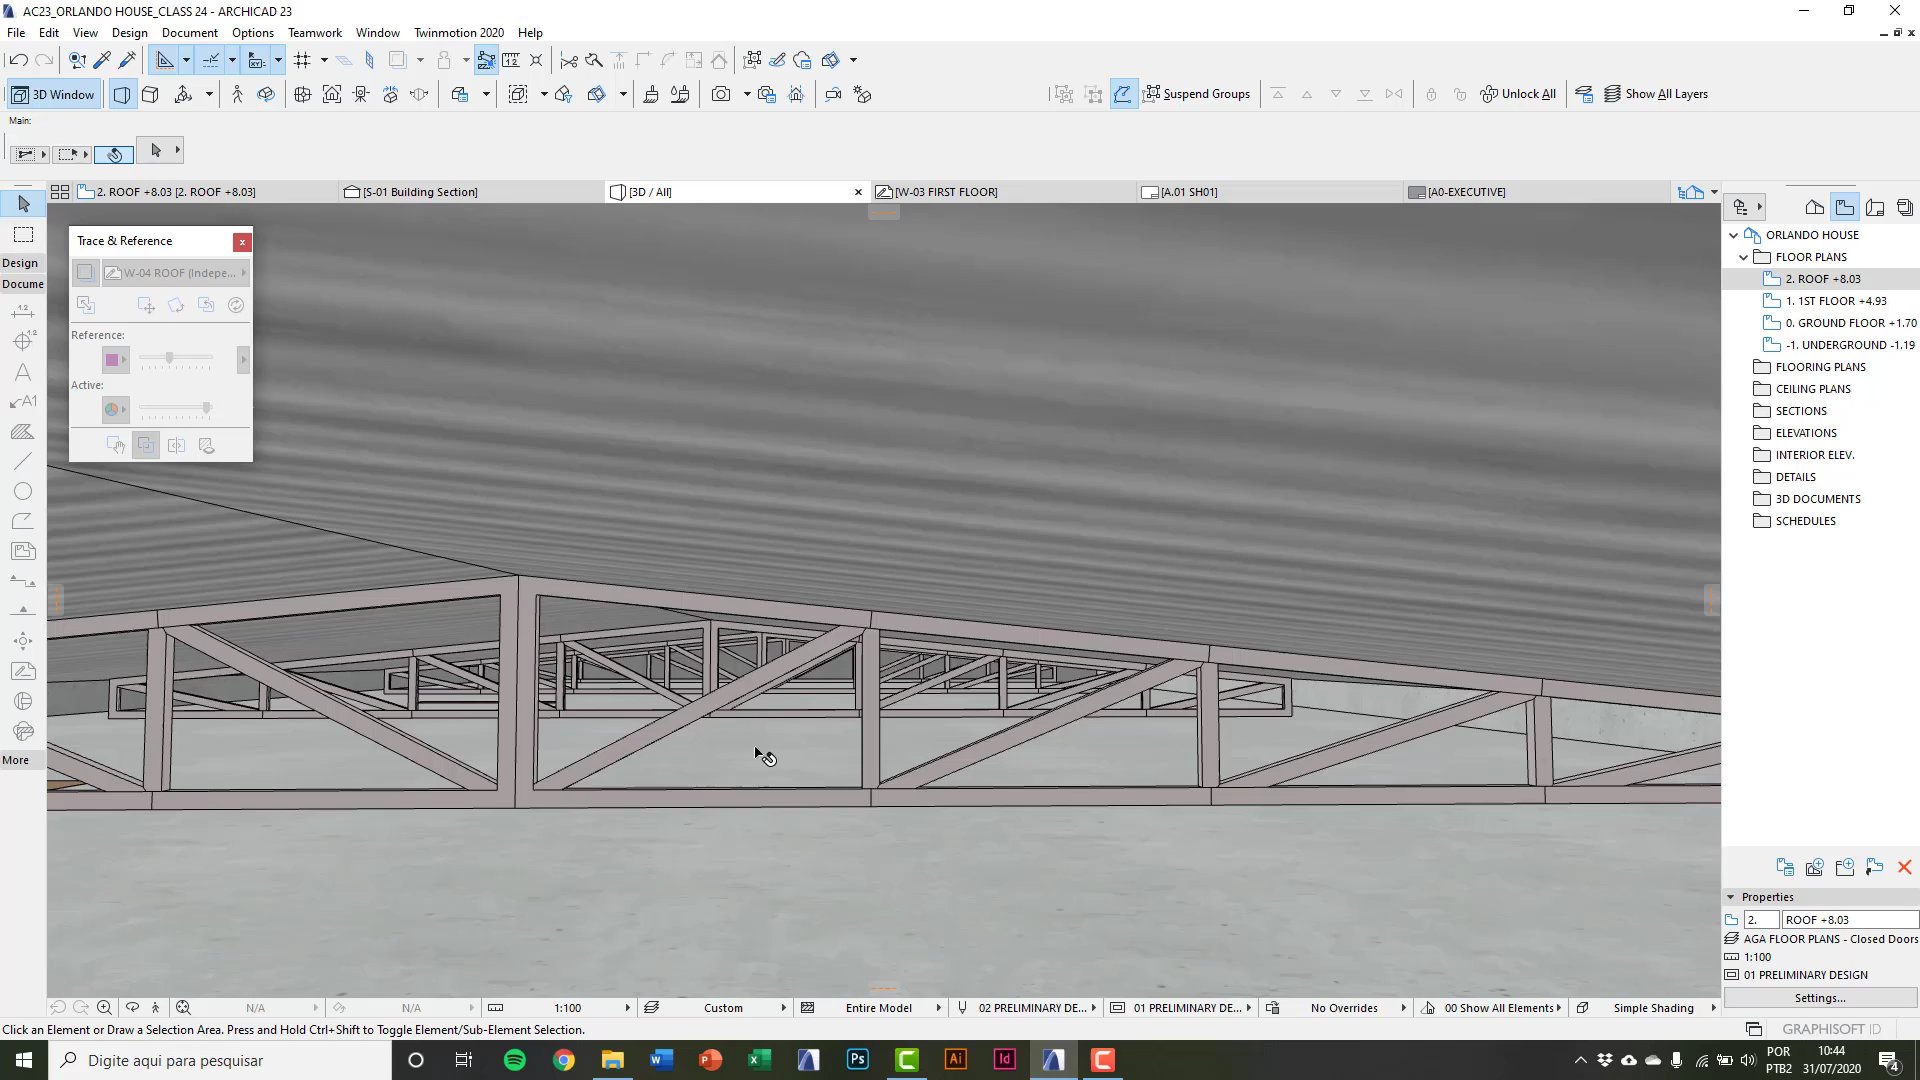 AC23_ORLANDO HOUSE_CLASS 24 - ARCHICAD 23
File Edit View Design Document Options Teamwork Window Twinmotion 2020 Help
3D Window
Suspend Groups
Unlock All
Show All Layers
Main:
2. ROOF +8.03 [2. ROOF +8.03]
[S-01 Building Section]
[3D / All]
[W-03 FIRST FLOOR]
[A.01 SH01]
[A0-EXECUTIVE]
Design
Docume
More
Trace & Reference
W-04 ROOF (Indepe...
Reference:
Active:
ORLANDO HOUSE
FLOOR PLANS
2. ROOF +8.03
1. 1ST FLOOR +4.93
0. GROUND FLOOR +1.70
-1. UNDERGROUND -1.19
FLOORING PLANS
CEILING PLANS
SECTIONS
ELEVATIONS
INTERIOR ELEV.
DETAILS
3D DOCUMENTS
SCHEDULES
Properties
2. ROOF +8.03
AGA FLOOR PLANS - Closed Doors
1:100
01 PRELIMINARY DESIGN
Settings...
N/A
N/A
1:100
Custom
Entire Model
02 PRELIMINARY DE...
01 PRELIMINARY DE...
No Overrides
00 Show All Elements
Simple Shading
Click an Element or Draw a Selection Area. Press and Hold Ctrl+Shift to Toggle Element/Sub-Element Selection.
GRAPHISOFT ID
Digite aqui para pesquisar
POR
PTB2
10:44
31/07/2020
4